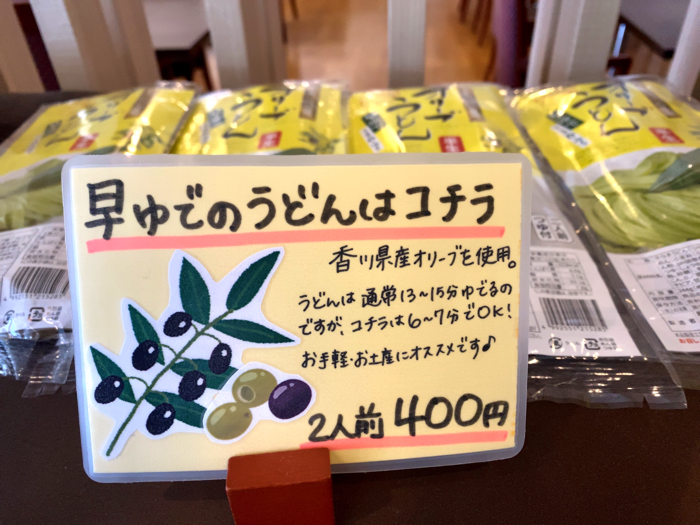 早ゆでのうどんはコチラ
香川県産オリーブを使用。
うどんは通常13〜15分ゆでるの
ですが、コチラは6〜7分でOK!
お手軽・お土産にオススメです♪
2人前 400円